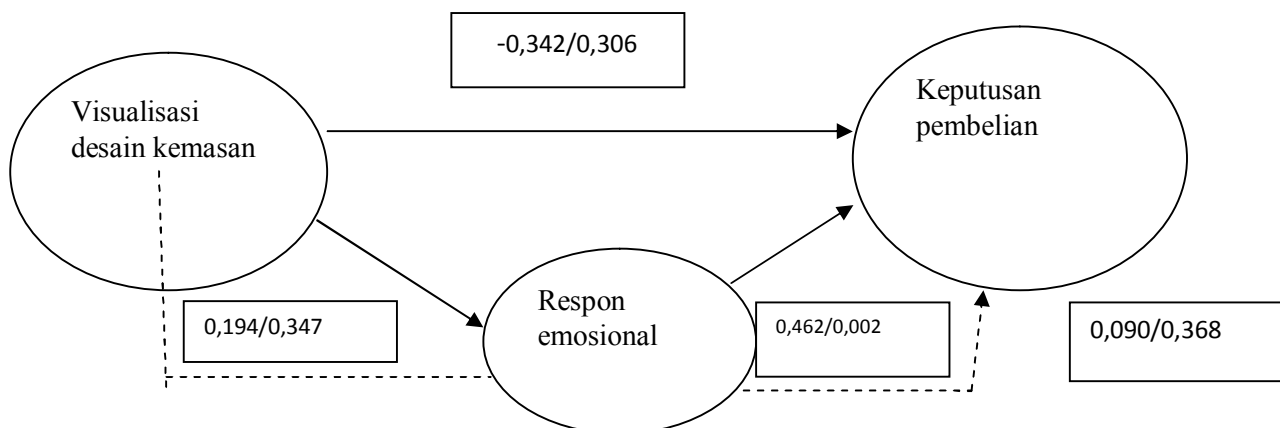 -0,342/0,306
Visualisasi
desain kemasan
Keputusan
pembelian
0,194/0,347
Respon
emosional
0,462/0,002
0,090/0,368